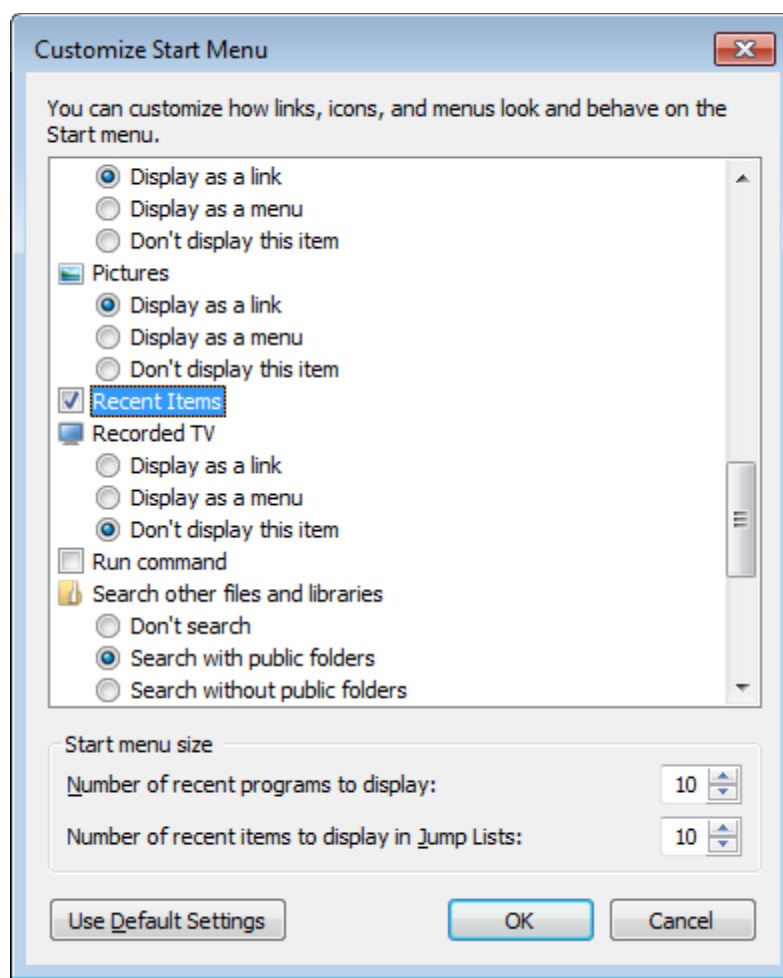 Customize Start Menu
You can customize how links, icons, and menus look and behave on the
Start menu.
Display as a link
Display as a menu
Don't display this item
Pictures
Display as a link
Display as a menu
Don't display this item
Recent Items
Recorded TV
Display as a link
Display as a menu
Don't display this item
Run command
Search other files and libraries
Don't search
Search with public folders
Search without public folders
Start menu size
Number of recent programs to display: 10
Number of recent items to display in Jump Lists: 10
Use Default Settings OK Cancel